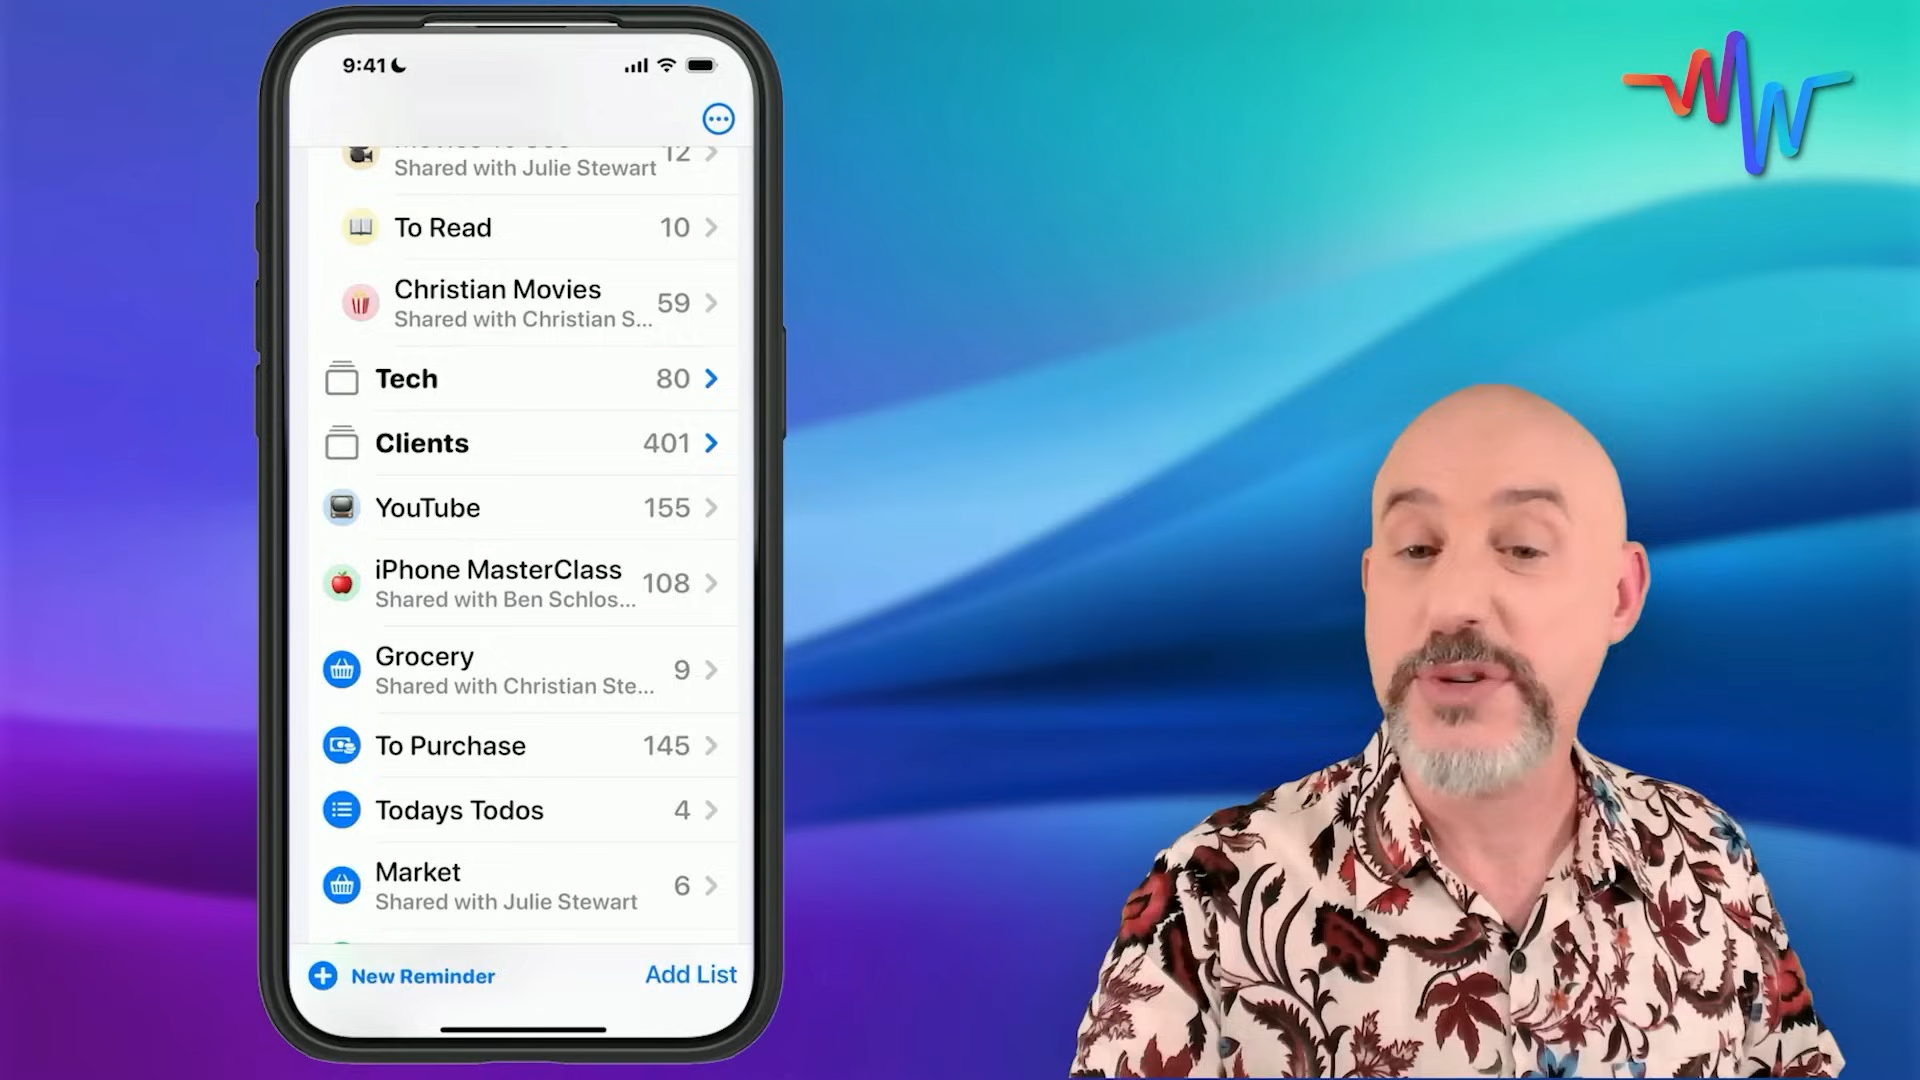 9:41
12
Shared with Julie Stewart
To Read 10
Christian Movies 59
Shared with Christian S...
Tech 80
Clients 401
YouTube 155
iPhone MasterClass 108
Shared with Ben Schlos...
Grocery 9
Shared with Christian Ste...
To Purchase 145
Todays Todos 4
Market 6
Shared with Julie Stewart
New Reminder Add List